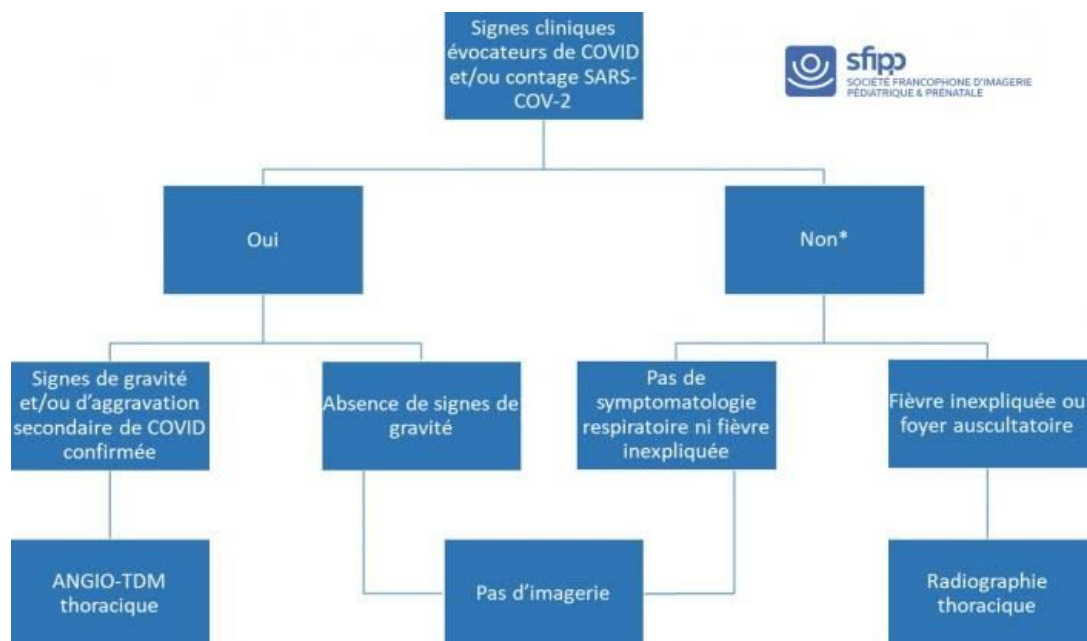 Signes cliniques
évocateurs de COVID
et/ou contage SARS-
COV-2
sfipp
SOCIÉTÉ FRANCOPHONE D'IMAGERIE
PÉDIATRIQUE & PRÉNATALE
Oui
Non*
Signes de gravité
et/ou d'aggravation
secondaire de COVID
confirmée
Absence de signes de
gravité
Pas de
symptomatologie
respiratoire ni fièvre
inexpliquée
Fièvre inexpliquée ou
foyer auscultatoire
ANGIO-TDM
thoracique
Pas d'imagerie
Radiographie
thoracique